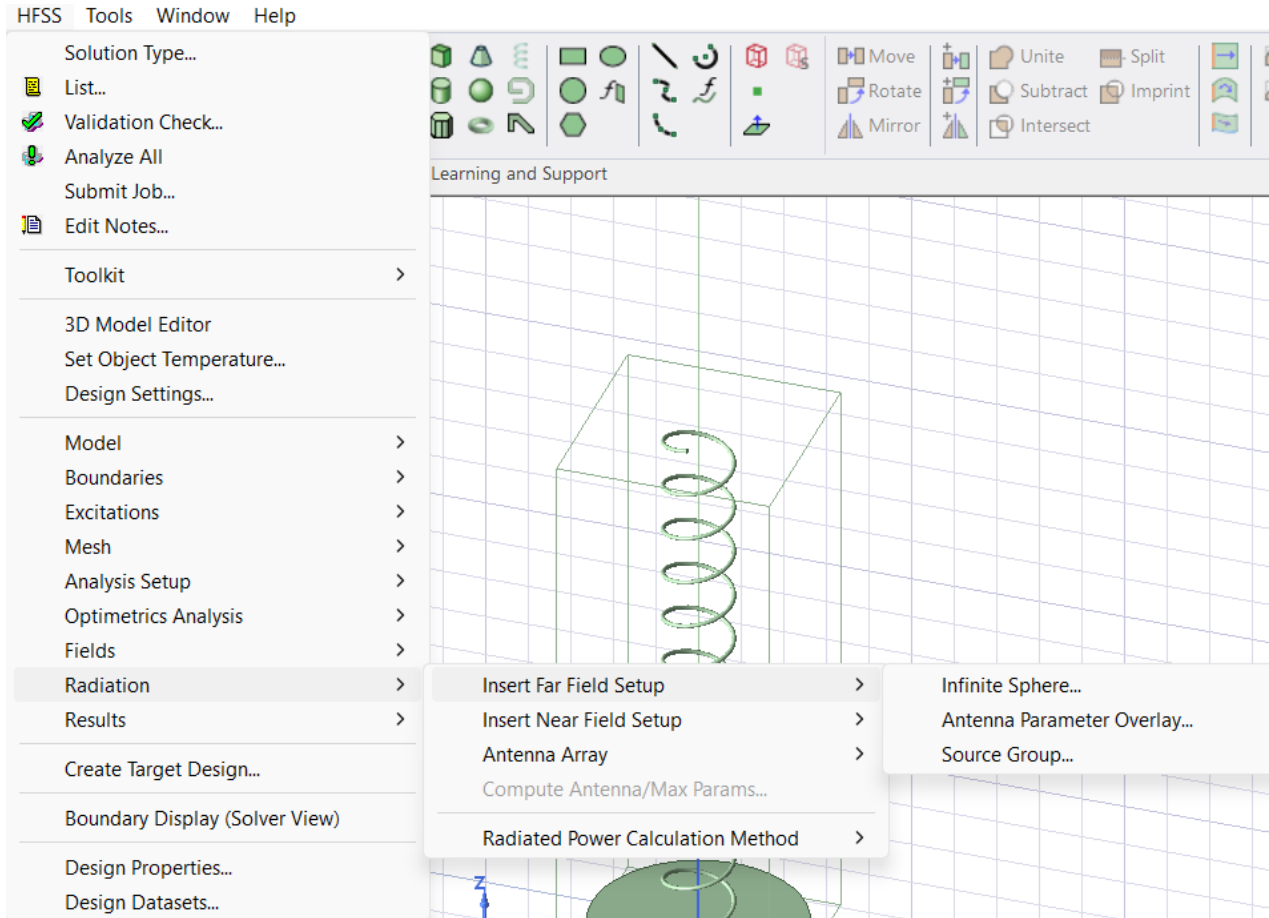 HFSS Tools Window Help
Solution Type...
List...
Validation Check...
Analyze All
Submit Job...
Edit Notes...
Toolkit
3D Model Editor
Set Object Temperature...
Design Settings...
Model
Boundaries
Excitations
Mesh
Analysis Setup
Optimetrics Analysis
Fields
Radiation
Results
Create Target Design...
Boundary Display (Solver View)
Design Properties...
Design Datasets...
Insert Far Field Setup
Insert Near Field Setup
Antenna Array
Compute Antenna/Max Params...
Radiated Power Calculation Method
Infinite Sphere...
Antenna Parameter Overlay...
Source Group...
Move
Rotate
Mirror
Unite
Subtract
Intersect
Split
Imprint
Learning and Support
Z